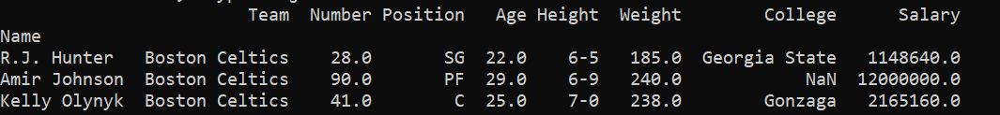 Team Number Position Age Height Weight College Salary
Name
R.J. Hunter Boston Celtics 28.0 SG 22.0 6-5 185.0 Georgia State 1148640.0
Amir Johnson Boston Celtics 90.0 PF 29.0 6-9 240.0 NaN 12000000.0
Kelly Olynyk Boston Celtics 41.0 C 25.0 7-0 238.0 Gonzaga 2165160.0